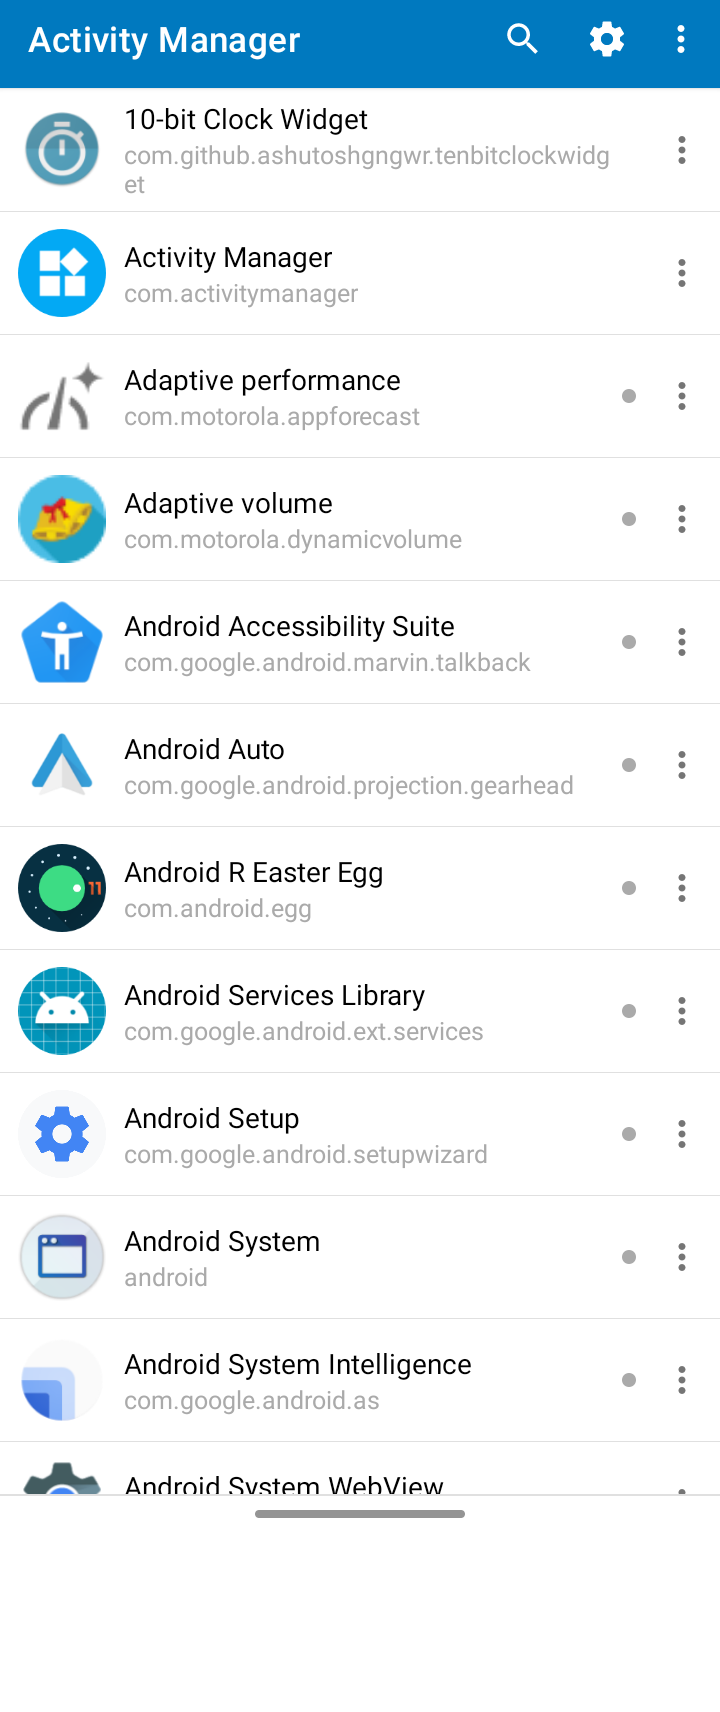 Activity Manager
10-bit Clock Widget
com.github.ashutoshgngwr.tenbitclockwidg
et
Activity Manager
com.activitymanager
Adaptive performance
com.motorola.appforecast
Adaptive volume
com.motorola.dynamicvolume
Android Accessibility Suite
com.google.android.marvin.talkback
Android Auto
com.google.android.projection.gearhead
11
Android R Easter Egg
com.android.egg
Android Services Library
com.google.android.ext.services
Android Setup
com.google.android.setupwizard
Android System
android
Android System Intelligence
com.google.android.as
Android System WebView